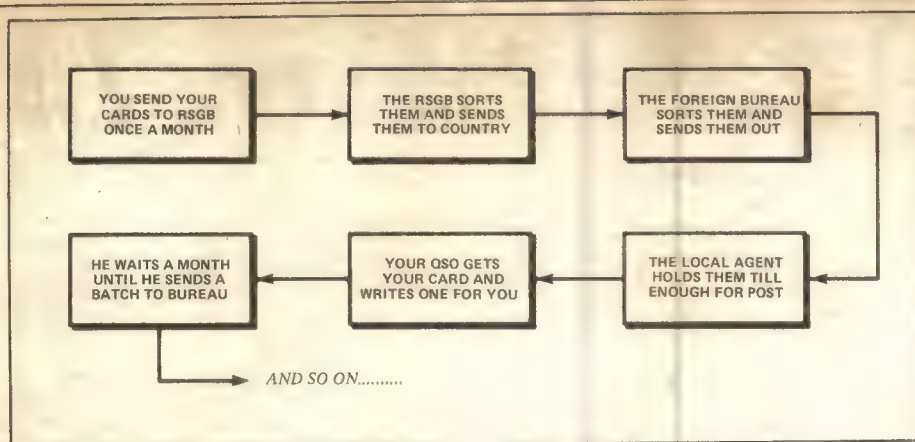 YOU SEND YOUR
CARDS TO RSGB
ONCE A MONTH
THE RSGB SORTS
THEM AND SENDS
THEM TO COUNTRY
THE FOREIGN BUREAU
SORTS THEM AND
SENDS THEM OUT
THE LOCAL AGENT
HOLDS THEM TILL
ENOUGH FOR POST
YOUR QSO GETS
YOUR CARD AND
WRITES ONE FOR YOU
HE WAITS A MONTH
UNTIL HE SENDS A
BATCH TO BUREAU
AND SO ON..........